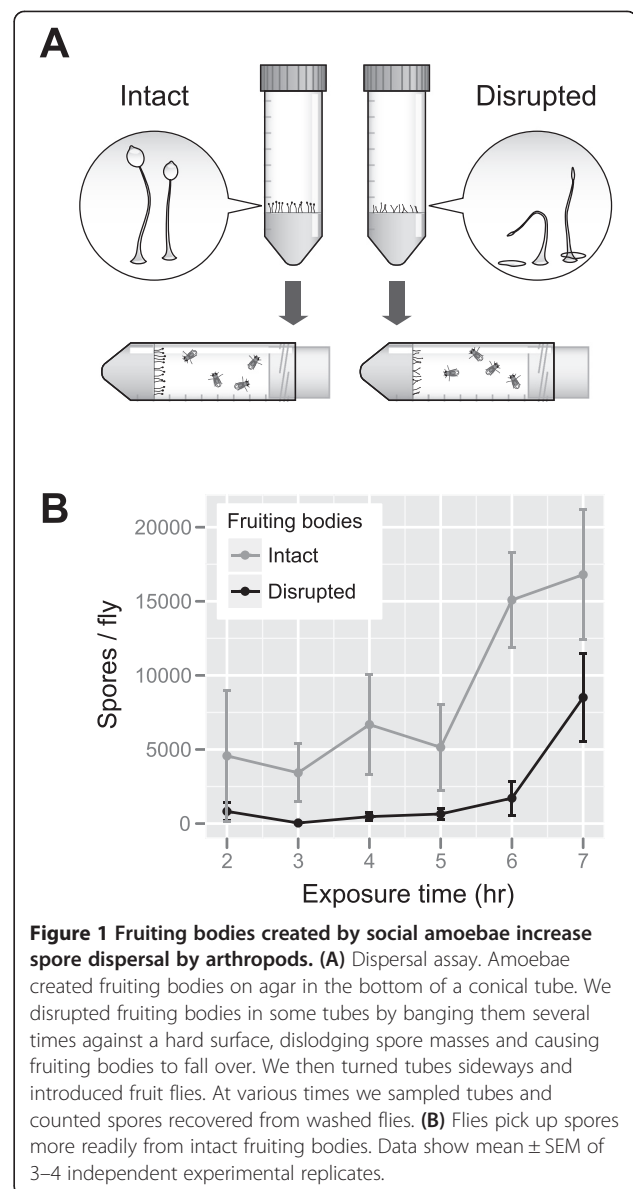 A
Intact
Disrupted
B
Fruiting bodies
Intact
Disrupted
20000
15000
10000
5000
0
Spores / fly
2 3 4 5 6 7
Exposure time (hr)
Figure 1 Fruiting bodies created by social amoebae increase
spore dispersal by arthropods. (A) Dispersal assay. Amoebae
created fruiting bodies on agar in the bottom of a conical tube. We
disrupted fruiting bodies in some tubes by banging them several
times against a hard surface, dislodging spore masses and causing
fruiting bodies to fall over. We then turned tubes sideways and
introduced fruit flies. At various times we sampled tubes and
counted spores recovered from washed flies. (B) Flies pick up spores
more readily from intact fruiting bodies. Data show mean ± SEM of
3–4 independent experimental replicates.